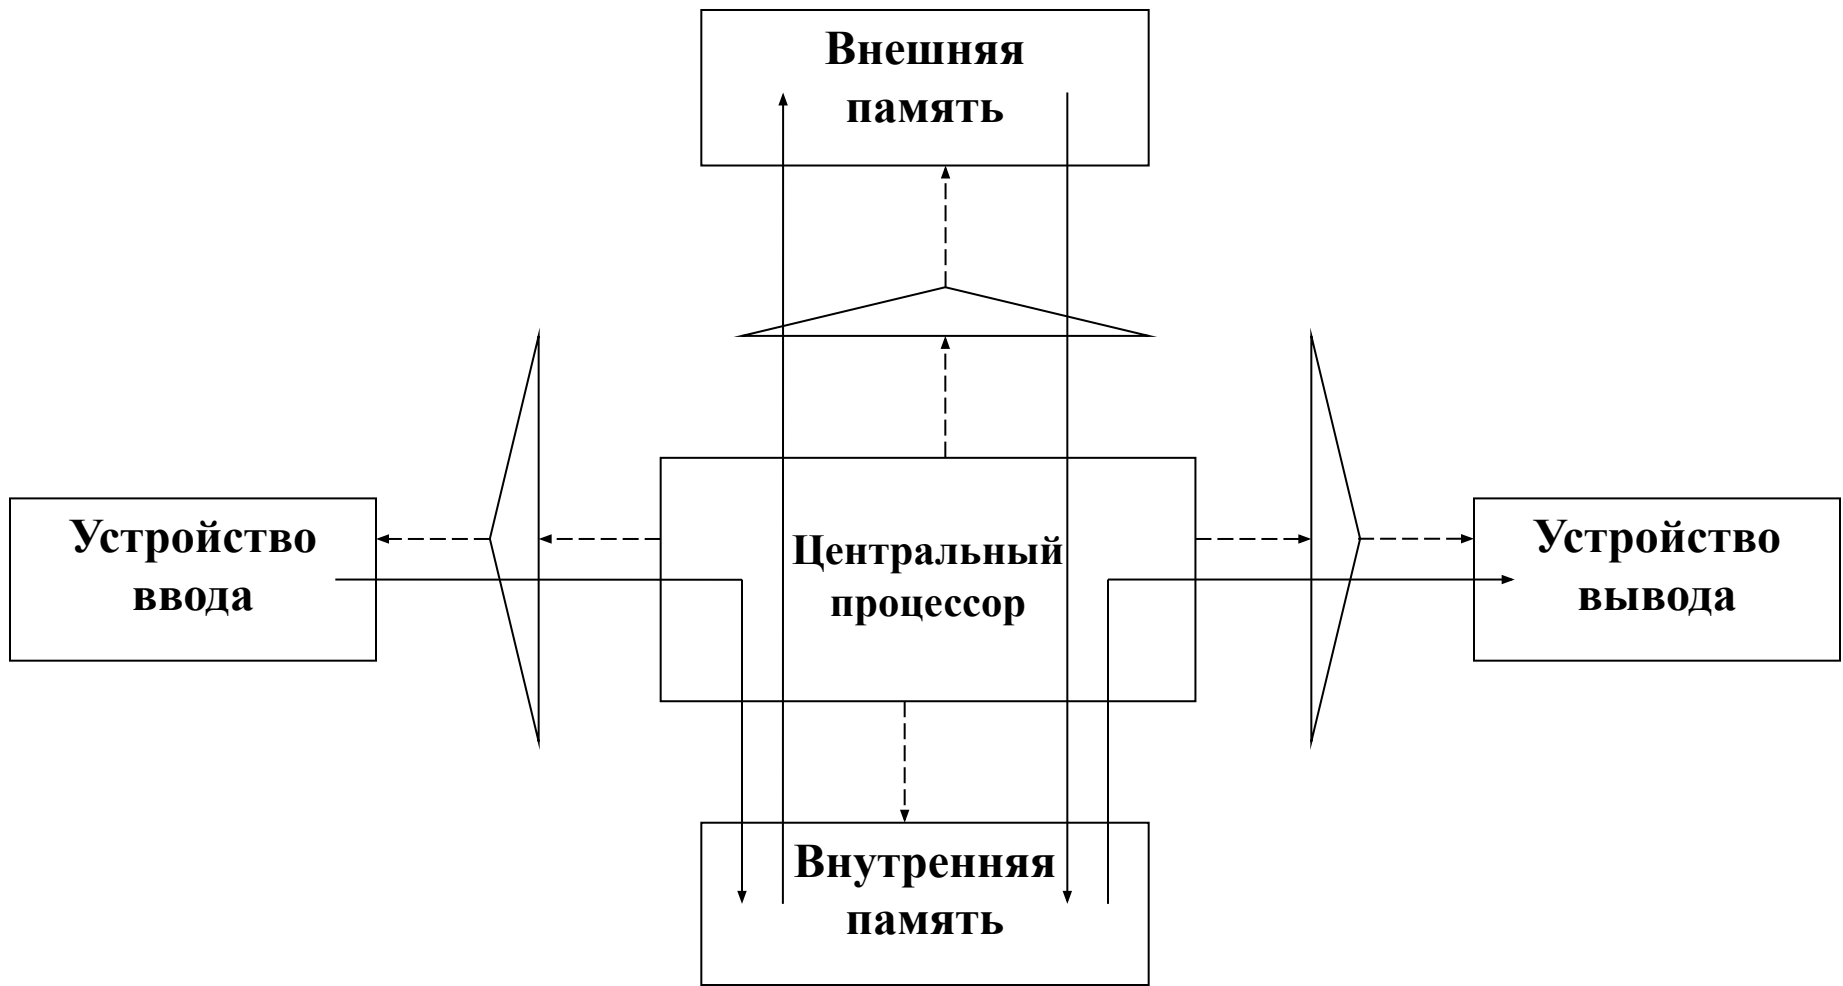 Внешняя
память
Устройство
ввода
Центральный
процессор
Устройство
вывода
Внутренняя
память